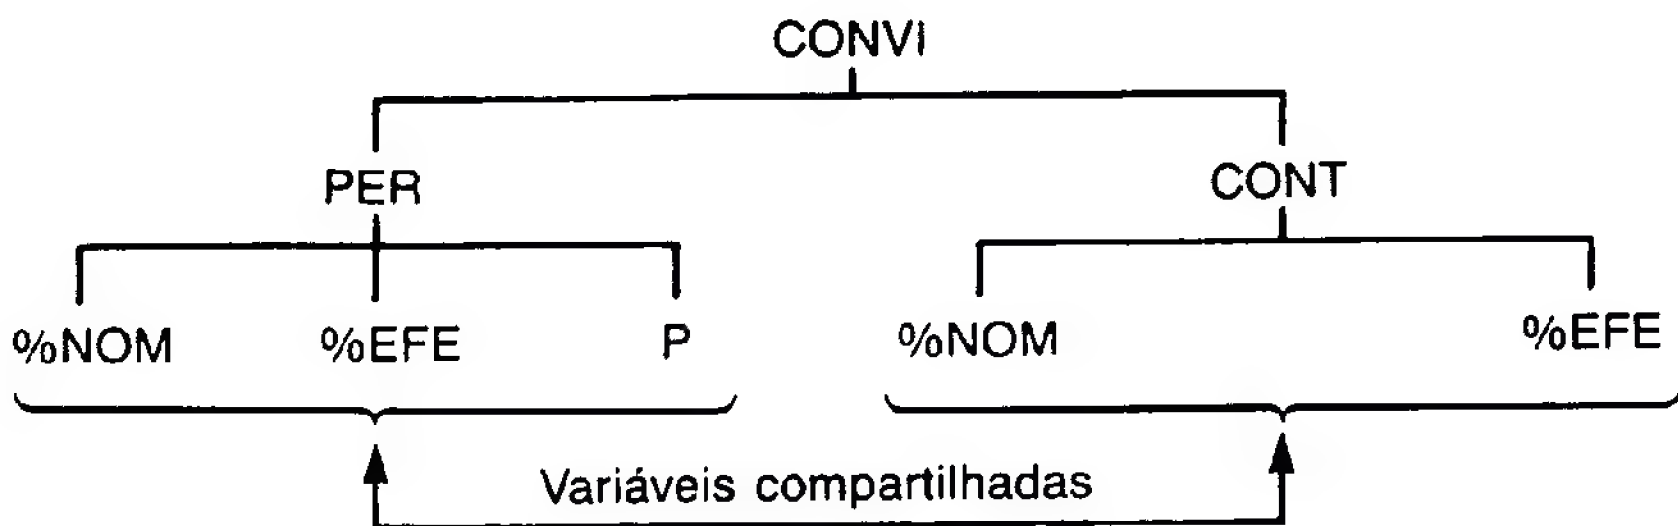 CONVI
PER CONT
%NOM %EFE P %NOM %EFE
Variáveis compartilhadas